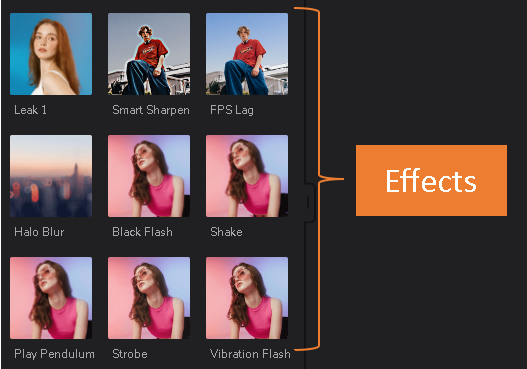 Leak 1
Smart Sharpen
FPS Lag
Effects
Halo Blur
Black Flash
Shake
Play Pendulum
Strobe
Vibration Flash